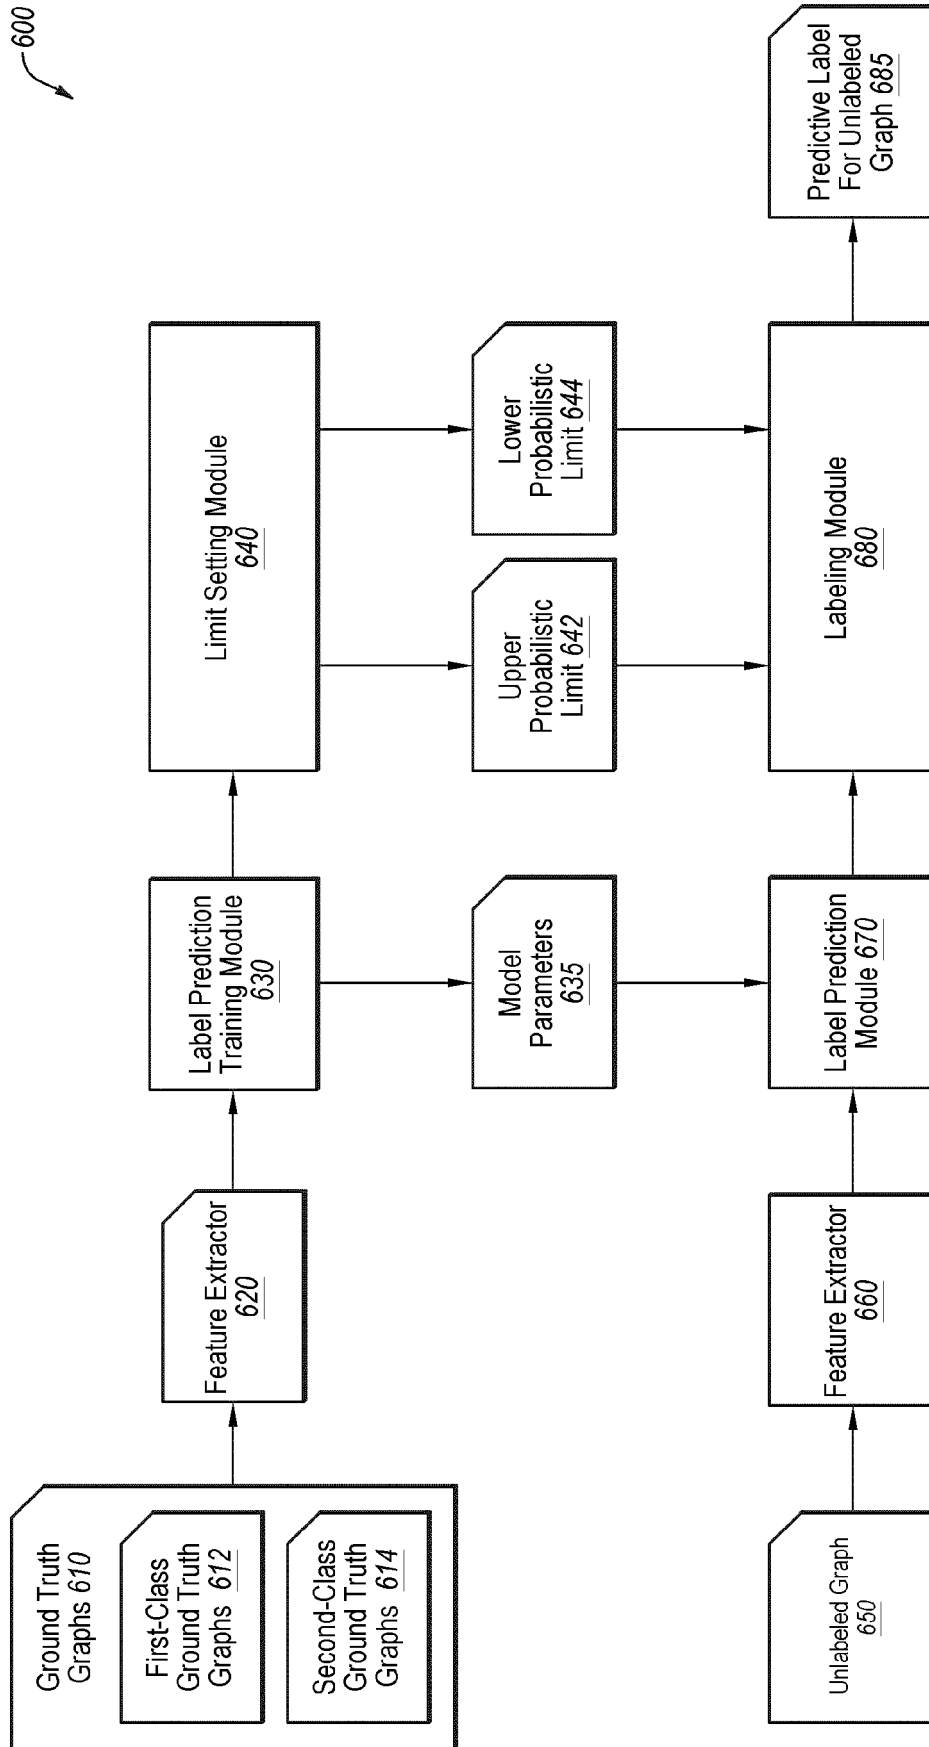 600
Ground Truth
Graphs 610
First-Class
Ground Truth
Graphs 612
Second-Class
Ground Truth
Graphs 614
Feature Extractor
620
Label Prediction
Training Module
630
Limit Setting Module
640
Model
Parameters
635
Upper
Probabilistic
Limit 642
Lower
Probabilistic
Limit 644
Unlabeled Graph
650
Feature Extractor
660
Label Prediction
Module 670
Labeling Module
680
Predictive Label
For Unlabeled
Graph 685